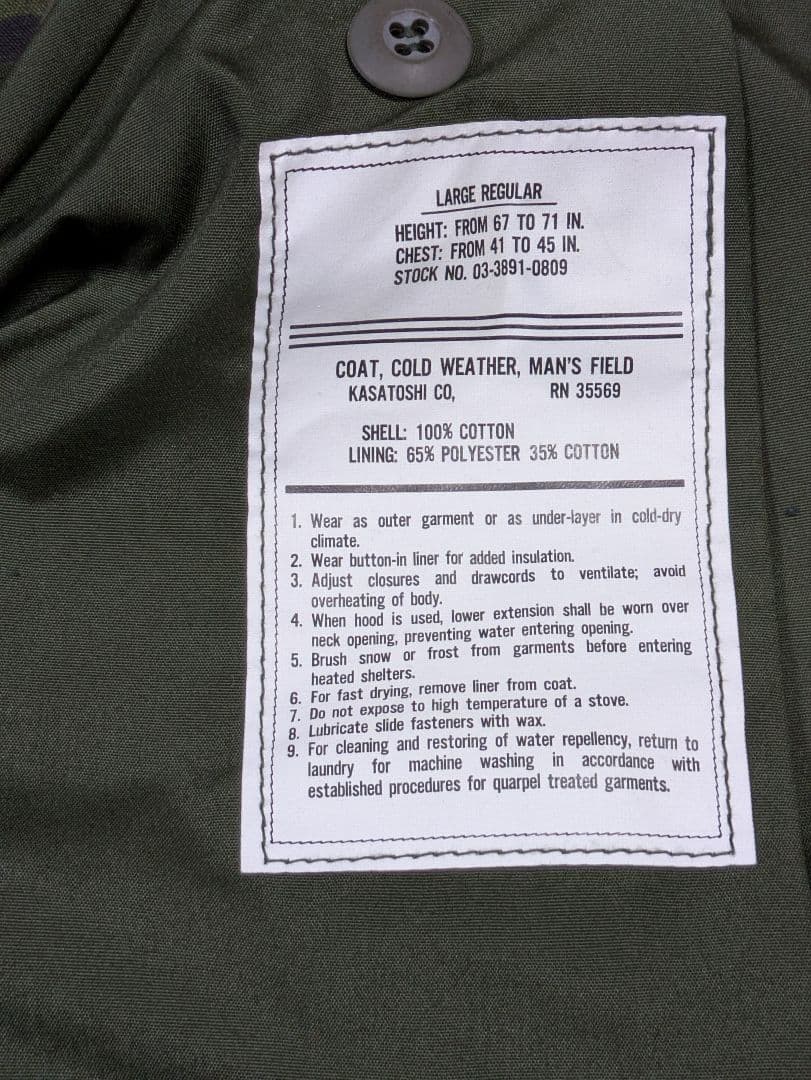 LARGE REGULAR
HEIGHT: FROM 67 TO 71 IN.
CHEST: FROM 41 TO 45 IN.
STOCK NO. 03-3891-0809
COAT, COLD WEATHER, MAN'S FIELD
KASATOSHI CO, RN 35569
SHELL: 100% COTTON
LINING: 65% POLYESTER 35% COTTON
1. Wear as outer garment or as under-layer in cold-dry
climate.
2. Wear button-in liner for added insulation.
3. Adjust closures and drawcords to ventilate; avoid
overheating of body.
4. When hood is used, lower extension shall be worn over
neck opening, preventing water entering opening.
5. Brush snow or frost from garments before entering
heated shelters.
6. For fast drying, remove liner from coat.
7. Do not expose to high temperature of a stove.
8. Lubricate slide fasteners with wax.
9. For cleaning and restoring of water repellency, return to
laundry for machine washing in accordance with
established procedures for quarpel treated garments.